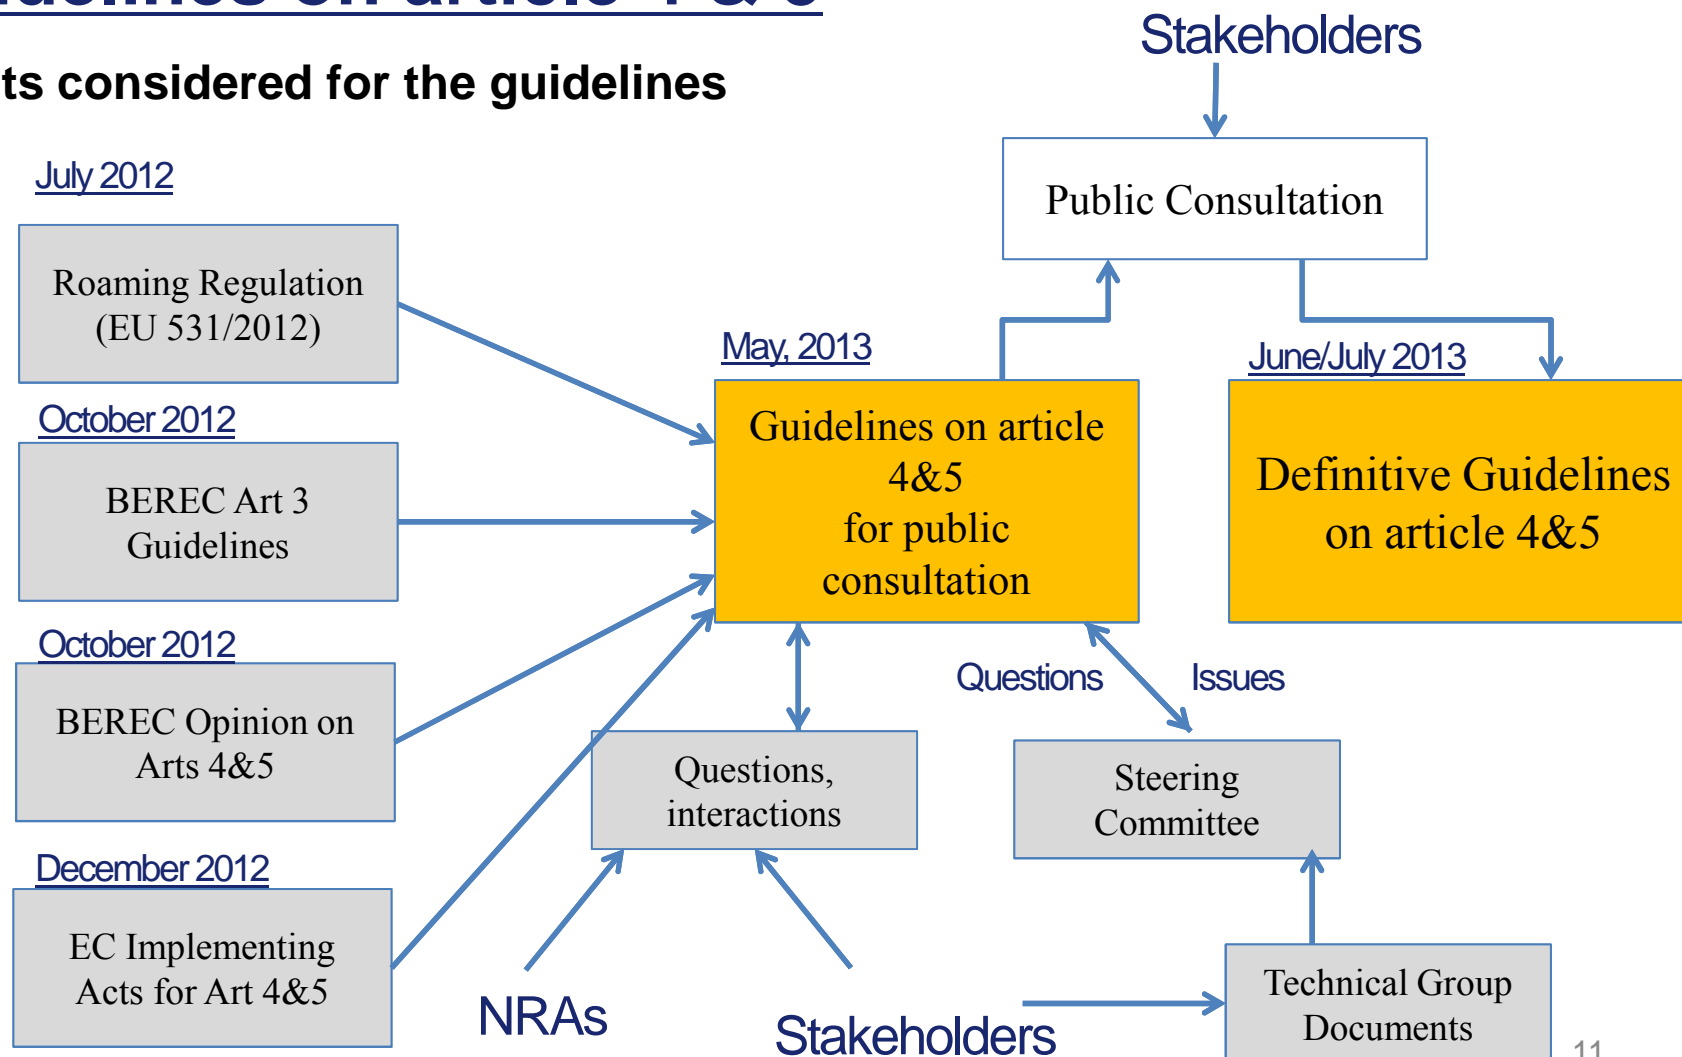 ts considered for the guidelines
Stakeholders
Public Consultation
July 2012
Roaming Regulation
(EU 531/2012)
October 2012
BEREC Art 3
Guidelines
October 2012
BEREC Opinion on
Arts 4&5
December 2012
EC Implementing
Acts for Art 4&5
May, 2013
Guidelines on article
4&5
for public
consultation
June/July 2013
Definitive Guidelines
on article 4&5
Questions
Issues
Questions,
interactions
Steering
Committee
NRAs
Stakeholders
Technical Group
Documents
11